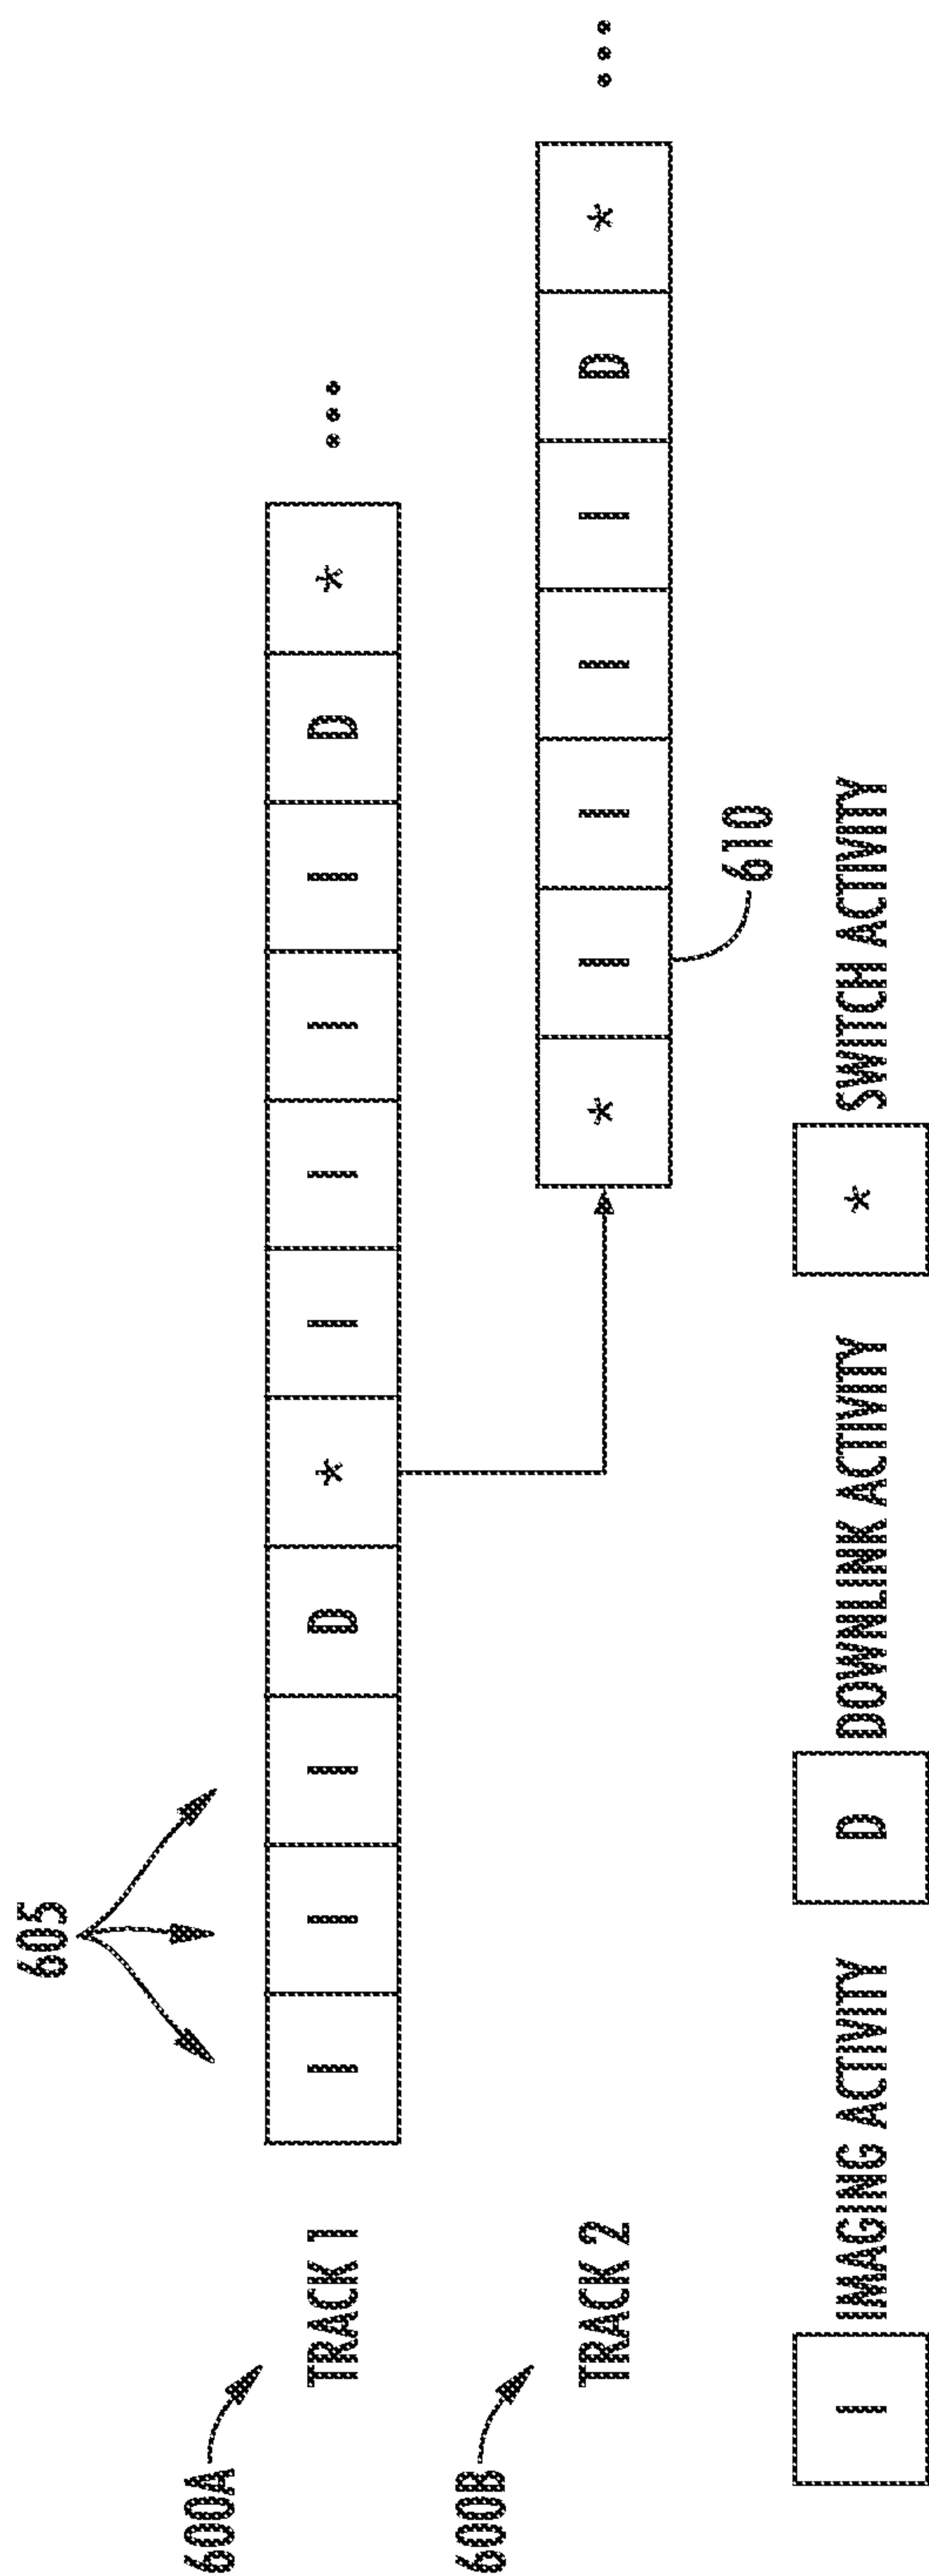 605
600A
TRACK 1 I I I D * I I I I D * •••
600B
TRACK 2 * I I I I D * •••
610
I IMAGING ACTIVITY D DOWNLINK ACTIVITY * SWITCH ACTIVITY